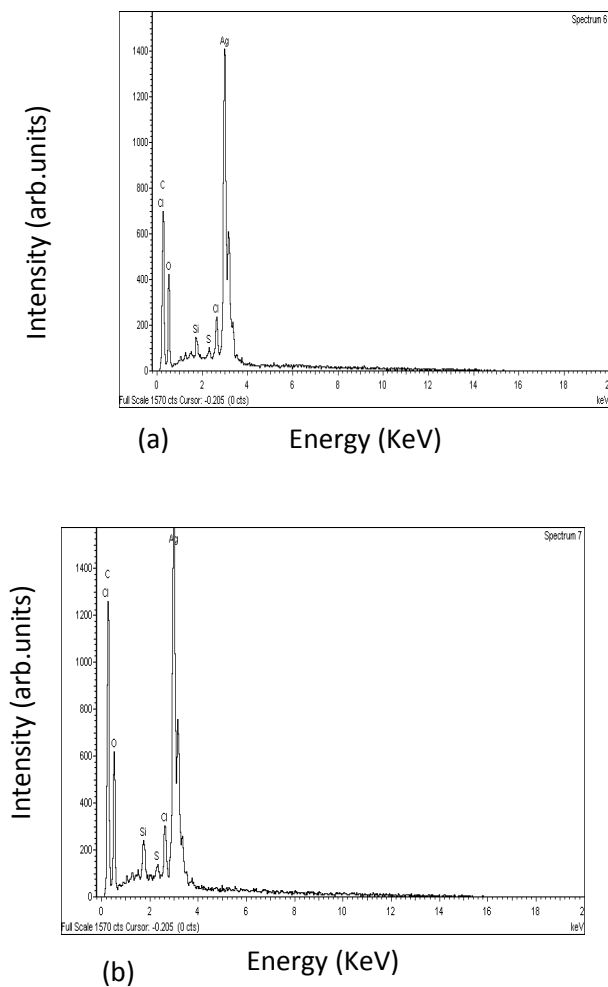 Spectrum 6
Ag
1400
1200
1000
C
800
Cl
600
O
400
Cl
200
Si
S
0
0 2 4 6 8 10 12 14 16 18 20
Full Scale 1570 cts Cursor: -0.205 (0 cts) keV
Intensity (arb.units)
(a) Energy (KeV)
Spectrum 7
Ag
1400
C
Cl
1200
1000
800
O
600
400
Cl
Si
200
S
0
0 2 4 6 8 10 12 14 16 18 2
Full Scale 1570 cts Cursor: -0.205 (0 cts) keV
Intensity (arb.units)
(b) Energy (KeV)